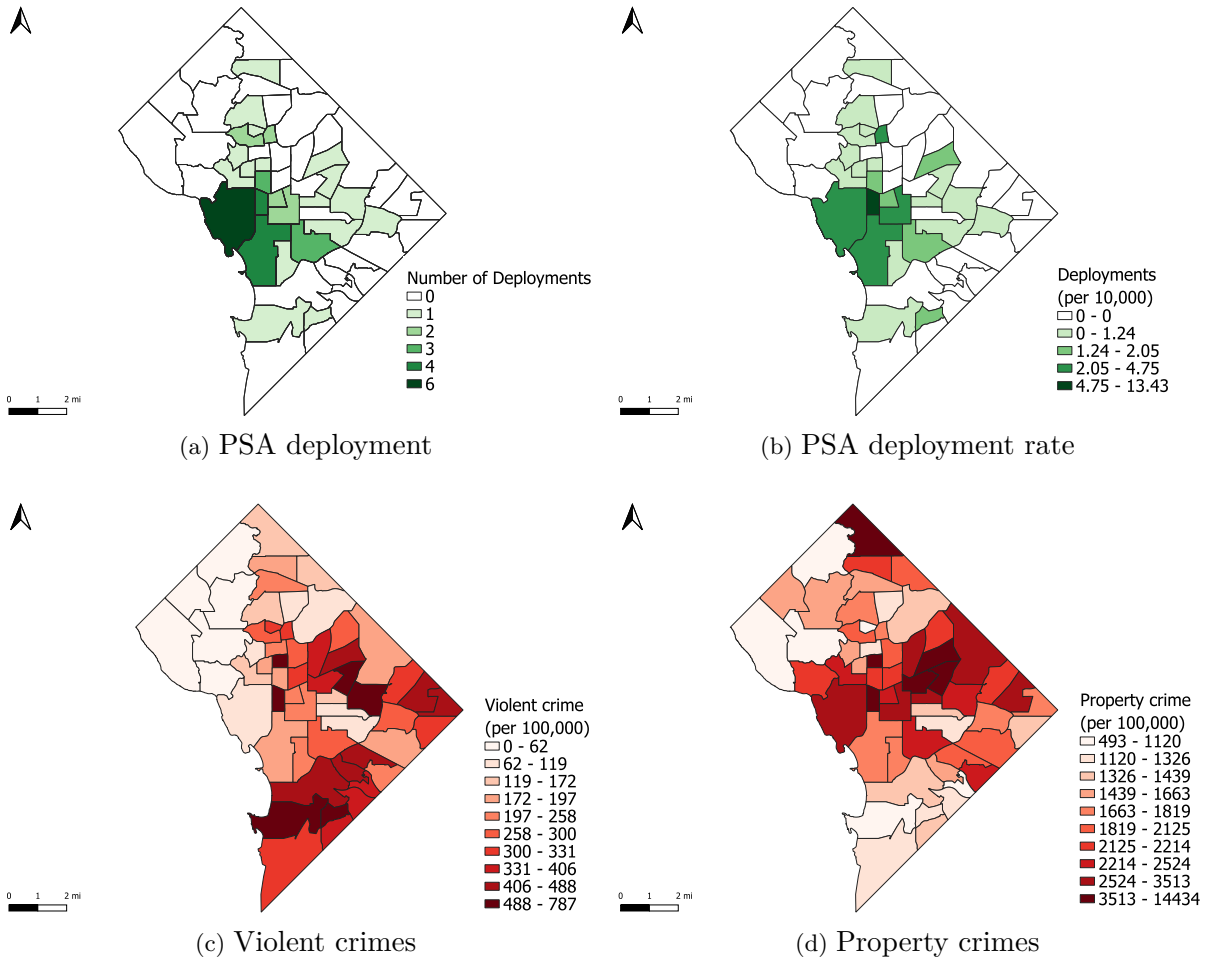 Number of Deployments
0
1
2
3
4
6
0 1 2 mi
(a) PSA deployment
Deployments
(per 10,000)
0 - 0
0 - 1.24
1.24 - 2.05
2.05 - 4.75
4.75 - 13.43
0 1 2 mi
(b) PSA deployment rate
Violent crime
(per 100,000)
0 - 62
62 - 119
119 - 172
172 - 197
197 - 258
258 - 300
300 - 331
331 - 406
406 - 488
488 - 787
0 1 2 mi
(c) Violent crimes
Property crime
(per 100,000)
493 - 1120
1120 - 1326
1326 - 1439
1439 - 1663
1663 - 1819
1819 - 2125
2125 - 2214
2214 - 2524
2524 - 3513
3513 - 14434
0 1 2 mi
(d) Property crimes